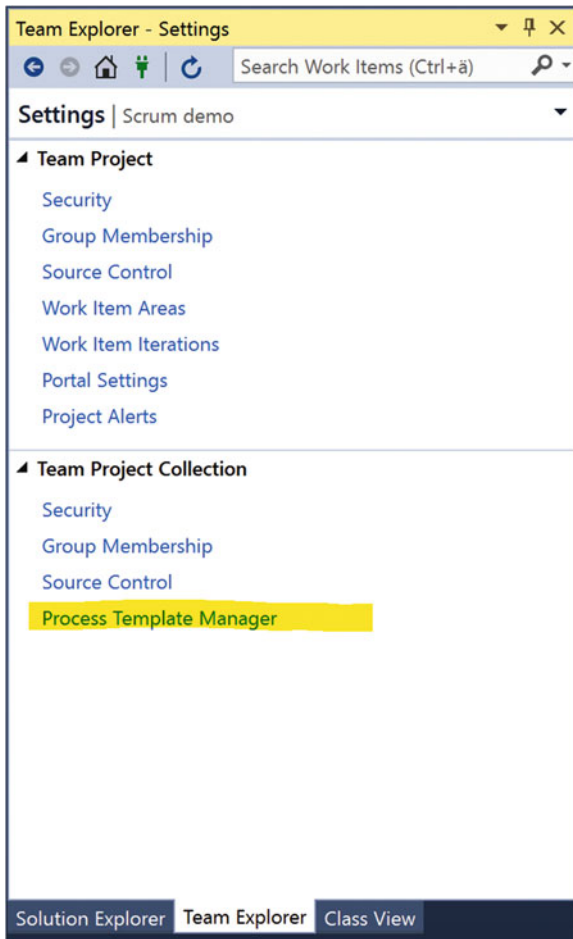 Team Explorer - Settings
Search Work Items (Ctrl+ä)
Settings | Scrum demo
Team Project
Security
Group Membership
Source Control
Work Item Areas
Work Item Iterations
Portal Settings
Project Alerts
Team Project Collection
Security
Group Membership
Source Control
Process Template Manager
Solution Explorer Team Explorer Class View